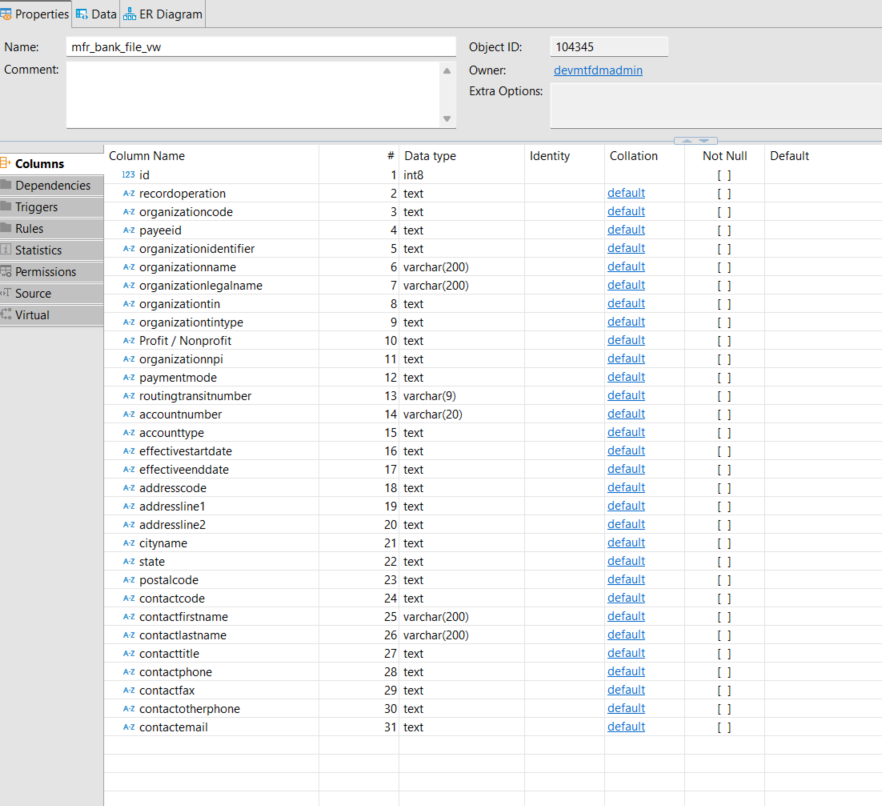 Properties Data ER Diagram
Name: mfr_bank_file_vw Object ID: 104345
Comment: Owner: devmtfdmadmin
Extra Options:
Columns
Dependencies
Triggers
Rules
Statistics
Permissions
Source
Virtual
Column Name # Data type Identity Collation Not Null Default
123 id 1 int8 [ ]
A-Z recordoperation 2 text default [ ]
A-Z organizationcode 3 text default [ ]
A-Z payeeid 4 text default [ ]
A-Z organizationidentifier 5 text default [ ]
A-Z organizationname 6 varchar(200) default [ ]
A-Z organizationlegalname 7 varchar(200) default [ ]
A-Z organizationtin 8 text default [ ]
A-Z organizationtintype 9 text default [ ]
A-Z Profit / Nonprofit 10 text default [ ]
A-Z organizationnpi 11 text default [ ]
A-Z paymentmode 12 text default [ ]
A-Z routingtransitnumber 13 varchar(9) default [ ]
A-Z accountnumber 14 varchar(20) default [ ]
A-Z accounttype 15 text default [ ]
A-Z effectivestartdate 16 text default [ ]
A-Z effectiveenddate 17 text default [ ]
A-Z addresscode 18 text default [ ]
A-Z addressline1 19 text default [ ]
A-Z addressline2 20 text default [ ]
A-Z cityname 21 text default [ ]
A-Z state 22 text default [ ]
A-Z postalcode 23 text default [ ]
A-Z contactcode 24 text default [ ]
A-Z contactfirstname 25 varchar(200) default [ ]
A-Z contactlastname 26 varchar(200) default [ ]
A-Z contacttitle 27 text default [ ]
A-Z contactphone 28 text default [ ]
A-Z contactfax 29 text default [ ]
A-Z contactotherphone 30 text default [ ]
A-Z contactemail 31 text default [ ]